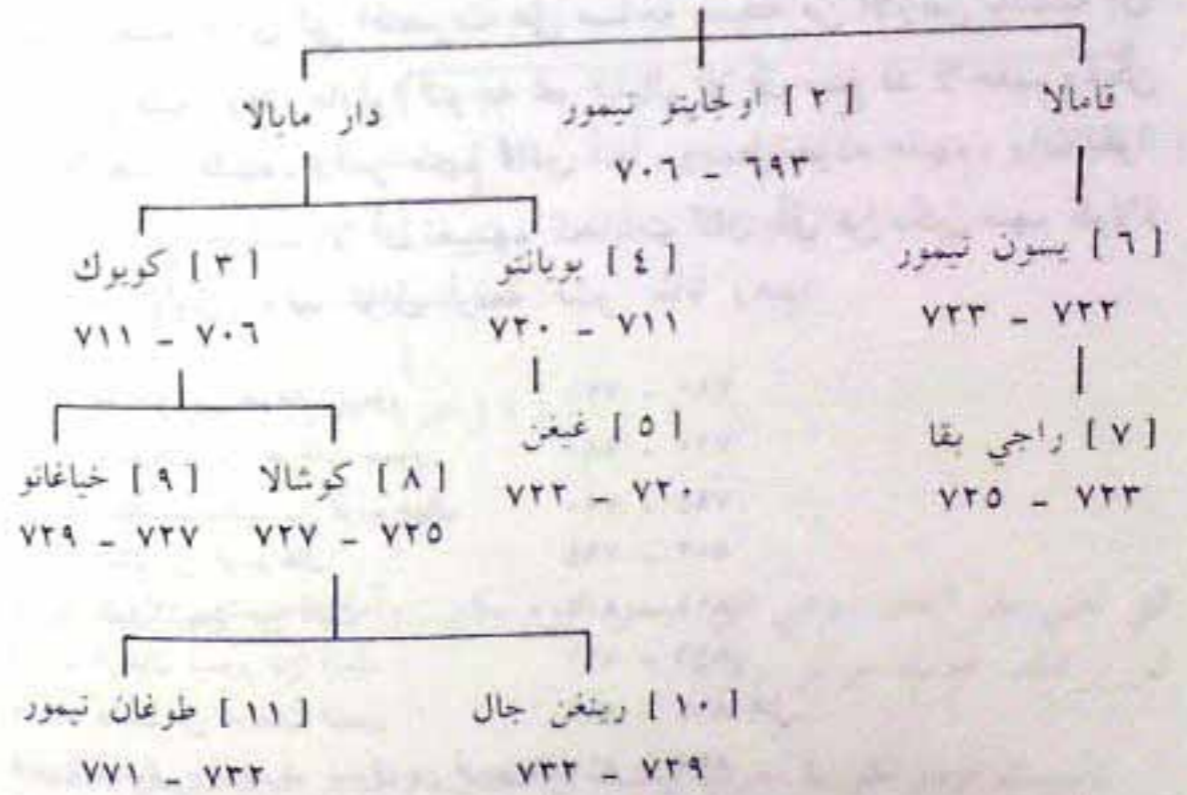 قامالا
[ ٢ ] اولجايتو تيمور
دار مابالا
٦٩٣ - ٧٠٦
[ ٦ ] يسون تيمور
[ ٤ ] بويانتو
[ ٣ ] كويوك
٧٢٢ - ٧٢٣
٧١١ - ٧٢٠
٧٠٦ - ٧١١
[ ٧ ] راجي بقا
[ ٥ ] غيغن
[ ٨ ] كوشالا
[ ٩ ] خياغاتو
٧٢٣ - ٧٢٥
٧٢٠ - ٧٢٢
٧٢٥ - ٧٢٧
٧٢٧ - ٧٢٩
[ ١٠ ] رينغن جال
[ ١١ ] طوغان تيمور
٧٢٩ - ٧٣٢
٧٣٢ - ٧٧١